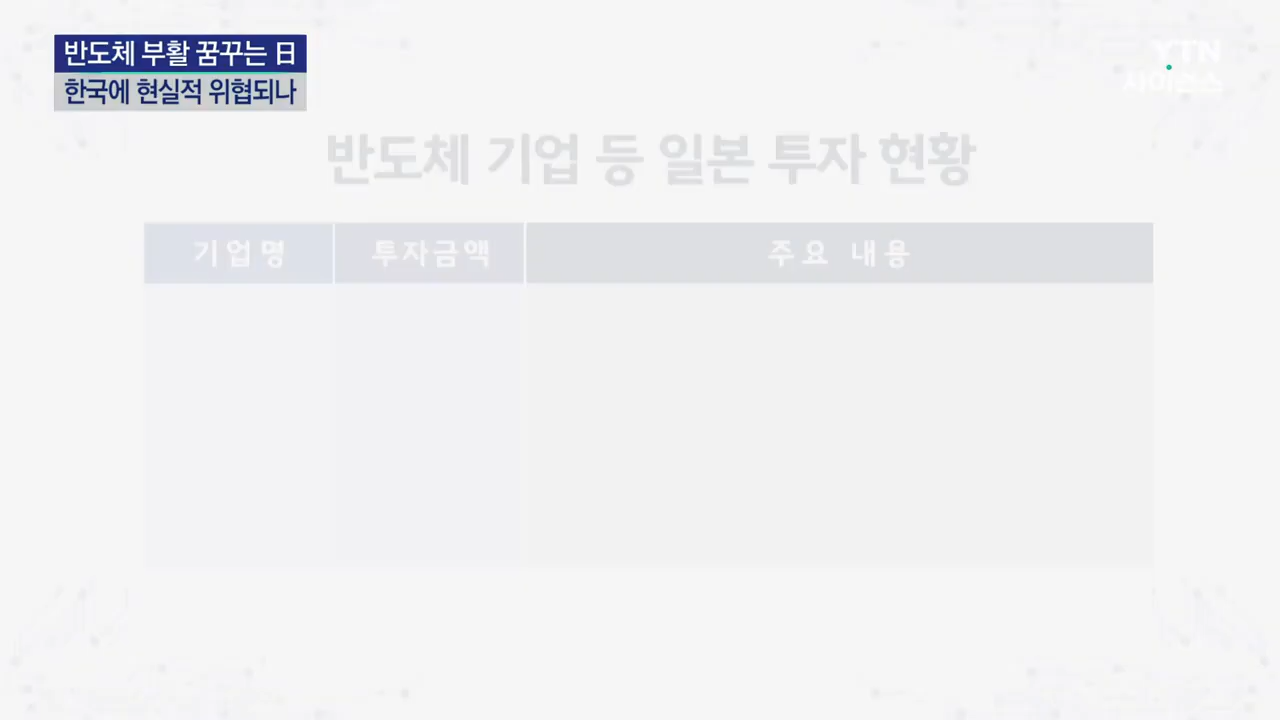 반도체 부활 꿈꾸는 日
한국에 현실적 위협되나
YTN
사이언스
반도체 기업 등 일본 투자 현황
기업명 투자금액 주요 내용